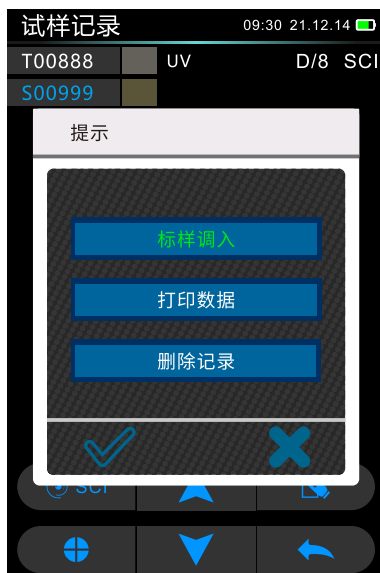 试样记录 09:30 21.12.14
T00888 UV D/8 SCI
S00999
提示
标样调入
打印数据
删除记录
SCI